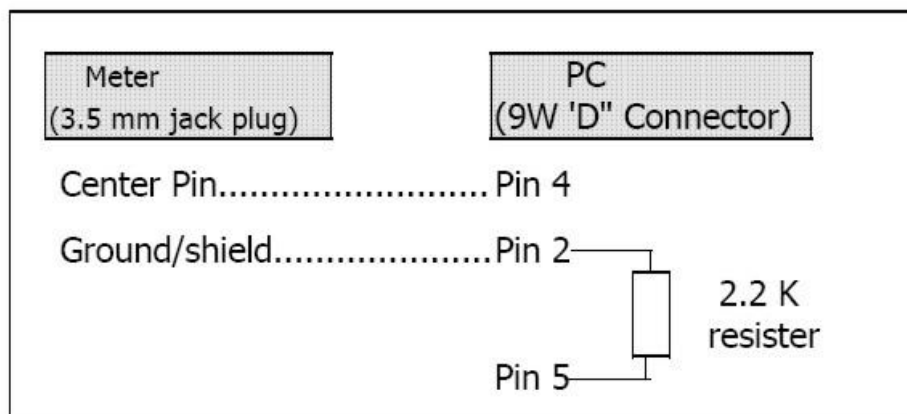 Meter
(3.5 mm jack plug)
PC
(9W 'D" Connector)
Center Pin.......................... Pin 4
Ground/shield..................... Pin 2
2.2 K
resister
Pin 5